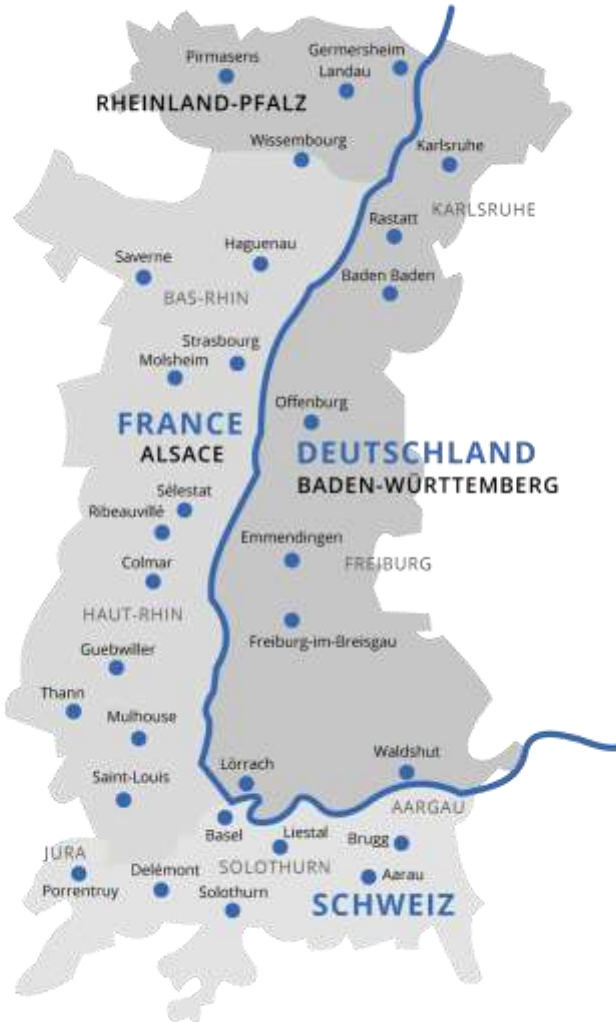 Germersheim
Pirmasens
Landau
RHEINLAND-PFALZ
Wissembourg
Karlsruhe
KARLSRUHE
Rastatt
Haguenau
Saverne
Baden Baden
BAS-RHIN
Strasbourg
Molsheim
Offenburg
FRANCE
ALSACE
DEUTSCHLAND
BADEN-WÜRTTEMBERG
Sélestat
Ribeauvillé
Emmendingen
Colmar
FREIBURG
HAUT-RHIN
Freiburg-im-Breisgau
Guebwiller
Thann
Mulhouse
Waldshut
Lörrach
Saint-Louis
AARGAU
Basel
Liestal
Brugg
JURA
Delémont
SOLOTHURN
Aarau
Porrentruy
Solothurn
SCHWEIZ